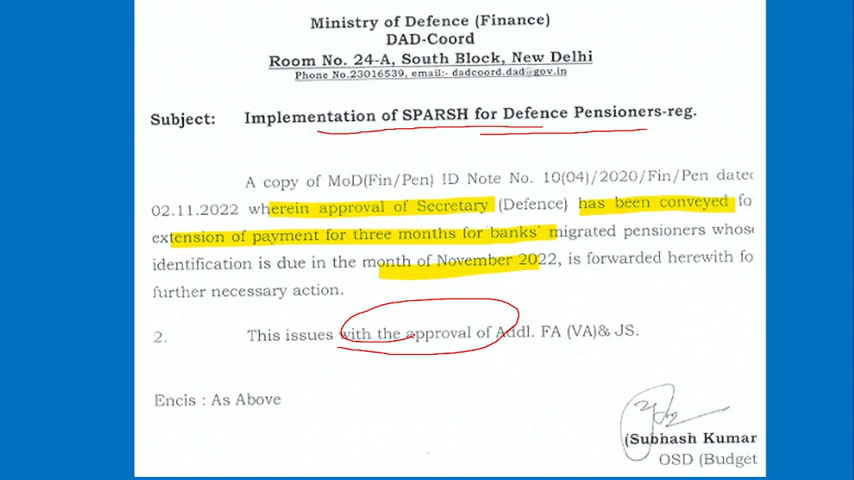 Ministry of Defence (Finance)
DAD-Coord
Room No. 24-A, South Block, New Delhi
Phone No.23016539, email:- dadcoord.dad@gov.in
Subject: Implementation of SPARSH for Defence Pensioners-reg.
A copy of MoD(Fin/Pen) ID Note No. 10(04)/2020/Fin/Pen dated
02.11.2022 wherein approval of Secretary (Defence) has been conveyed fo
extension of payment for three months for banks' migrated pensioners whose
identification is due in the month of November 2022, is forwarded herewith fo
further necessary action.
2. This issues with the approval of Addl. FA (VA)& JS.
Encls : As Above
(Subhash Kumar
OSD (Budget